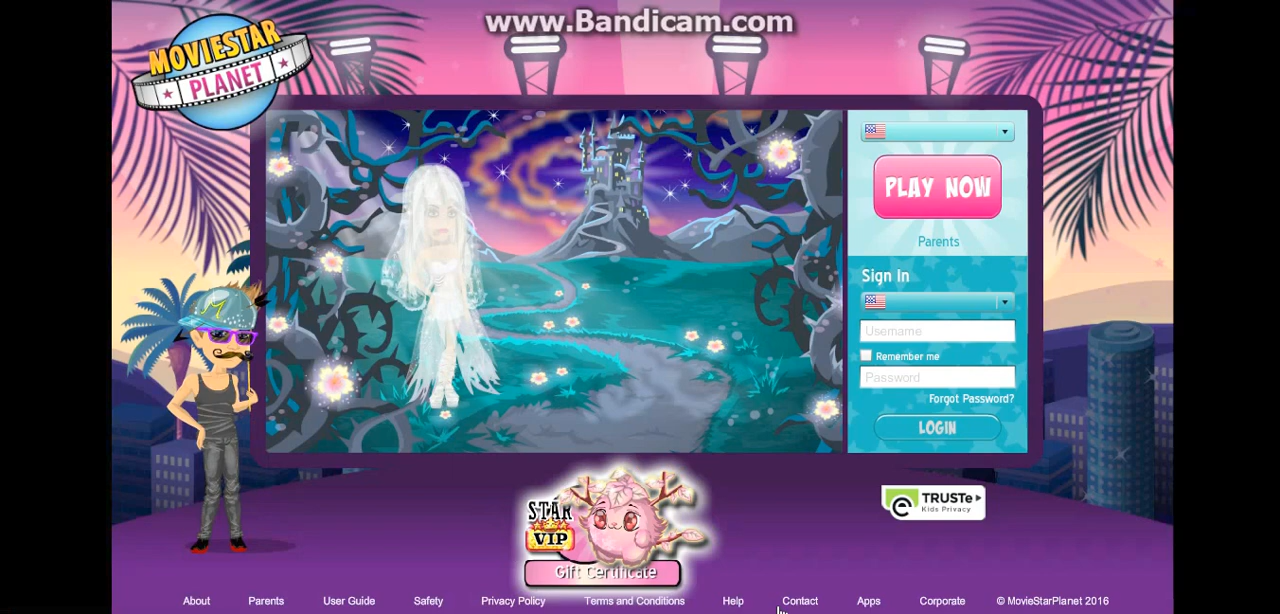 www.Bandicam.com
MOVIESTAR
PLANET
PLAY NOW
Parents
Sign In
Username
Remember me
Password
Forgot Password?
LOGIN
M
STAR
VIP
Gift Certificate
TRUSTe
Kids Privacy
About
Parents
User Guide
Safety
Privacy Policy
Terms and Conditions
Help
Contact
Apps
Corporate
© MovieStarPlanet 2016